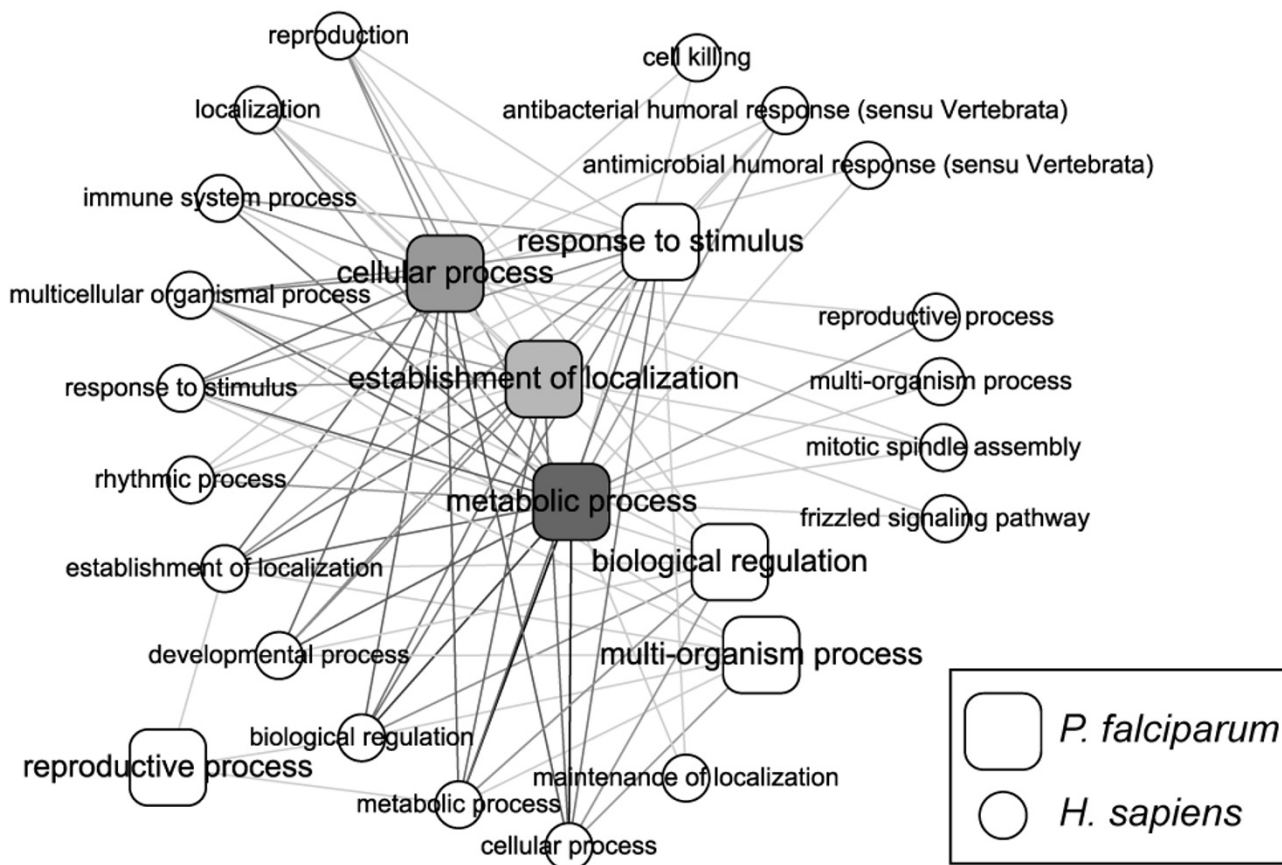 reproduction
cell killing
localization
antibacterial humoral response (sensu Vertebrata)
antimicrobial humoral response (sensu Vertebrata)
immune system process
response to stimulus
cellular process
multicellular organismal process
reproductive process
establishment of localization
multi-organism process
response to stimulus
mitotic spindle assembly
rhythmic process
metabolic process
frizzled signaling pathway
biological regulation
establishment of localization
developmental process
multi-organism process
biological regulation
P. falciparum
reproductive process
maintenance of localization
metabolic process
H. sapiens
cellular process